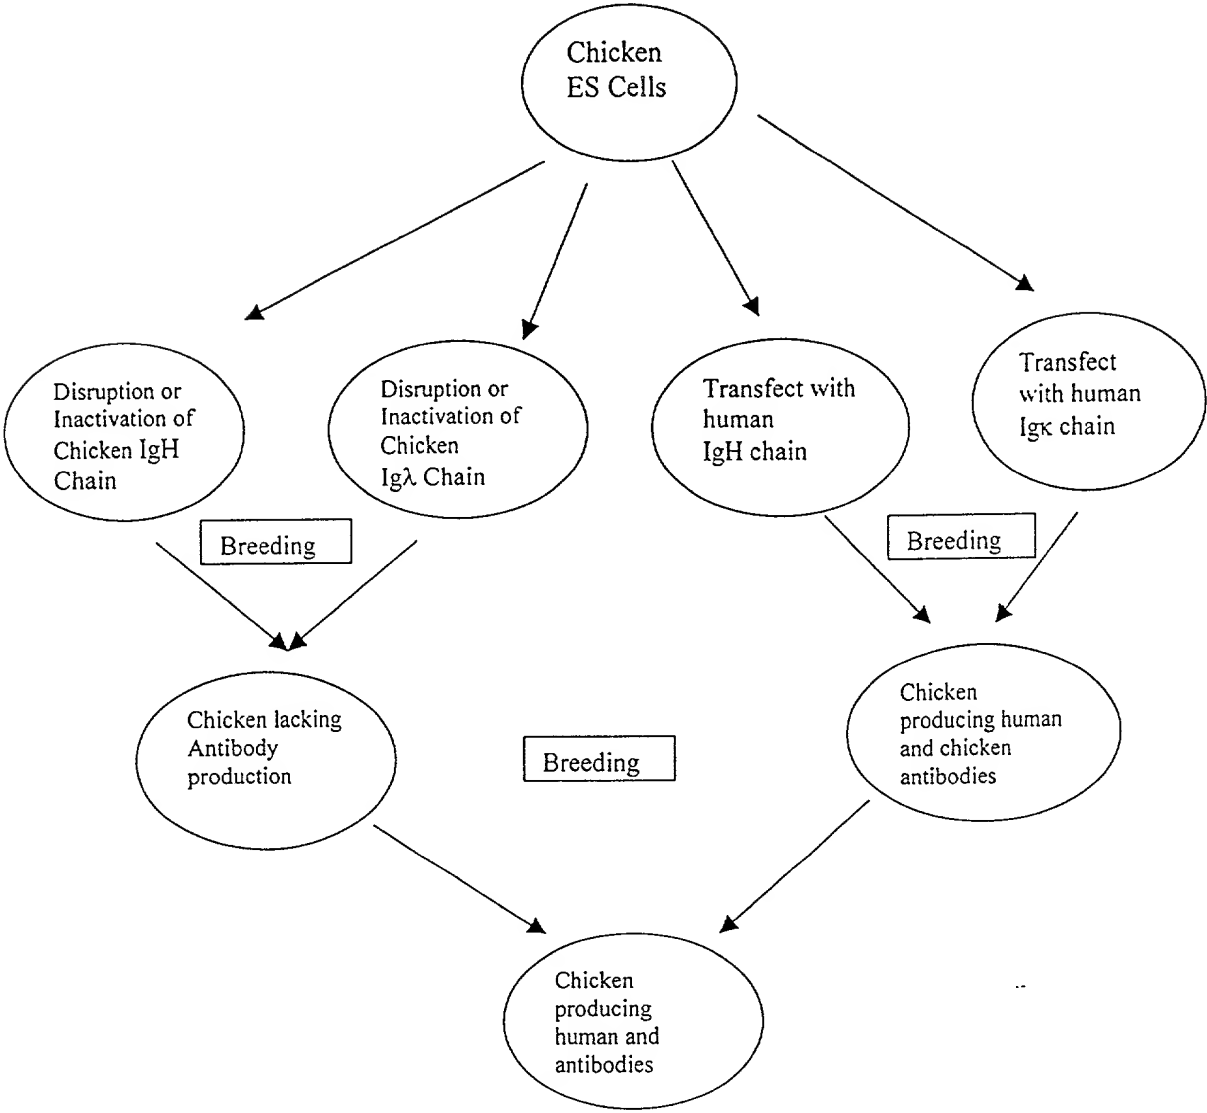 Chicken
ES Cells
Disruption or
Inactivation of
Chicken IgH
Chain
Disruption or
Inactivation of
Chicken
Igλ Chain
Transfect with
human
IgH chain
Transfect
with human
Igκ chain
Breeding
Breeding
Chicken lacking
Antibody
production
Breeding
Chicken
producing human
and chicken
antibodies
Chicken
producing
human and
antibodies